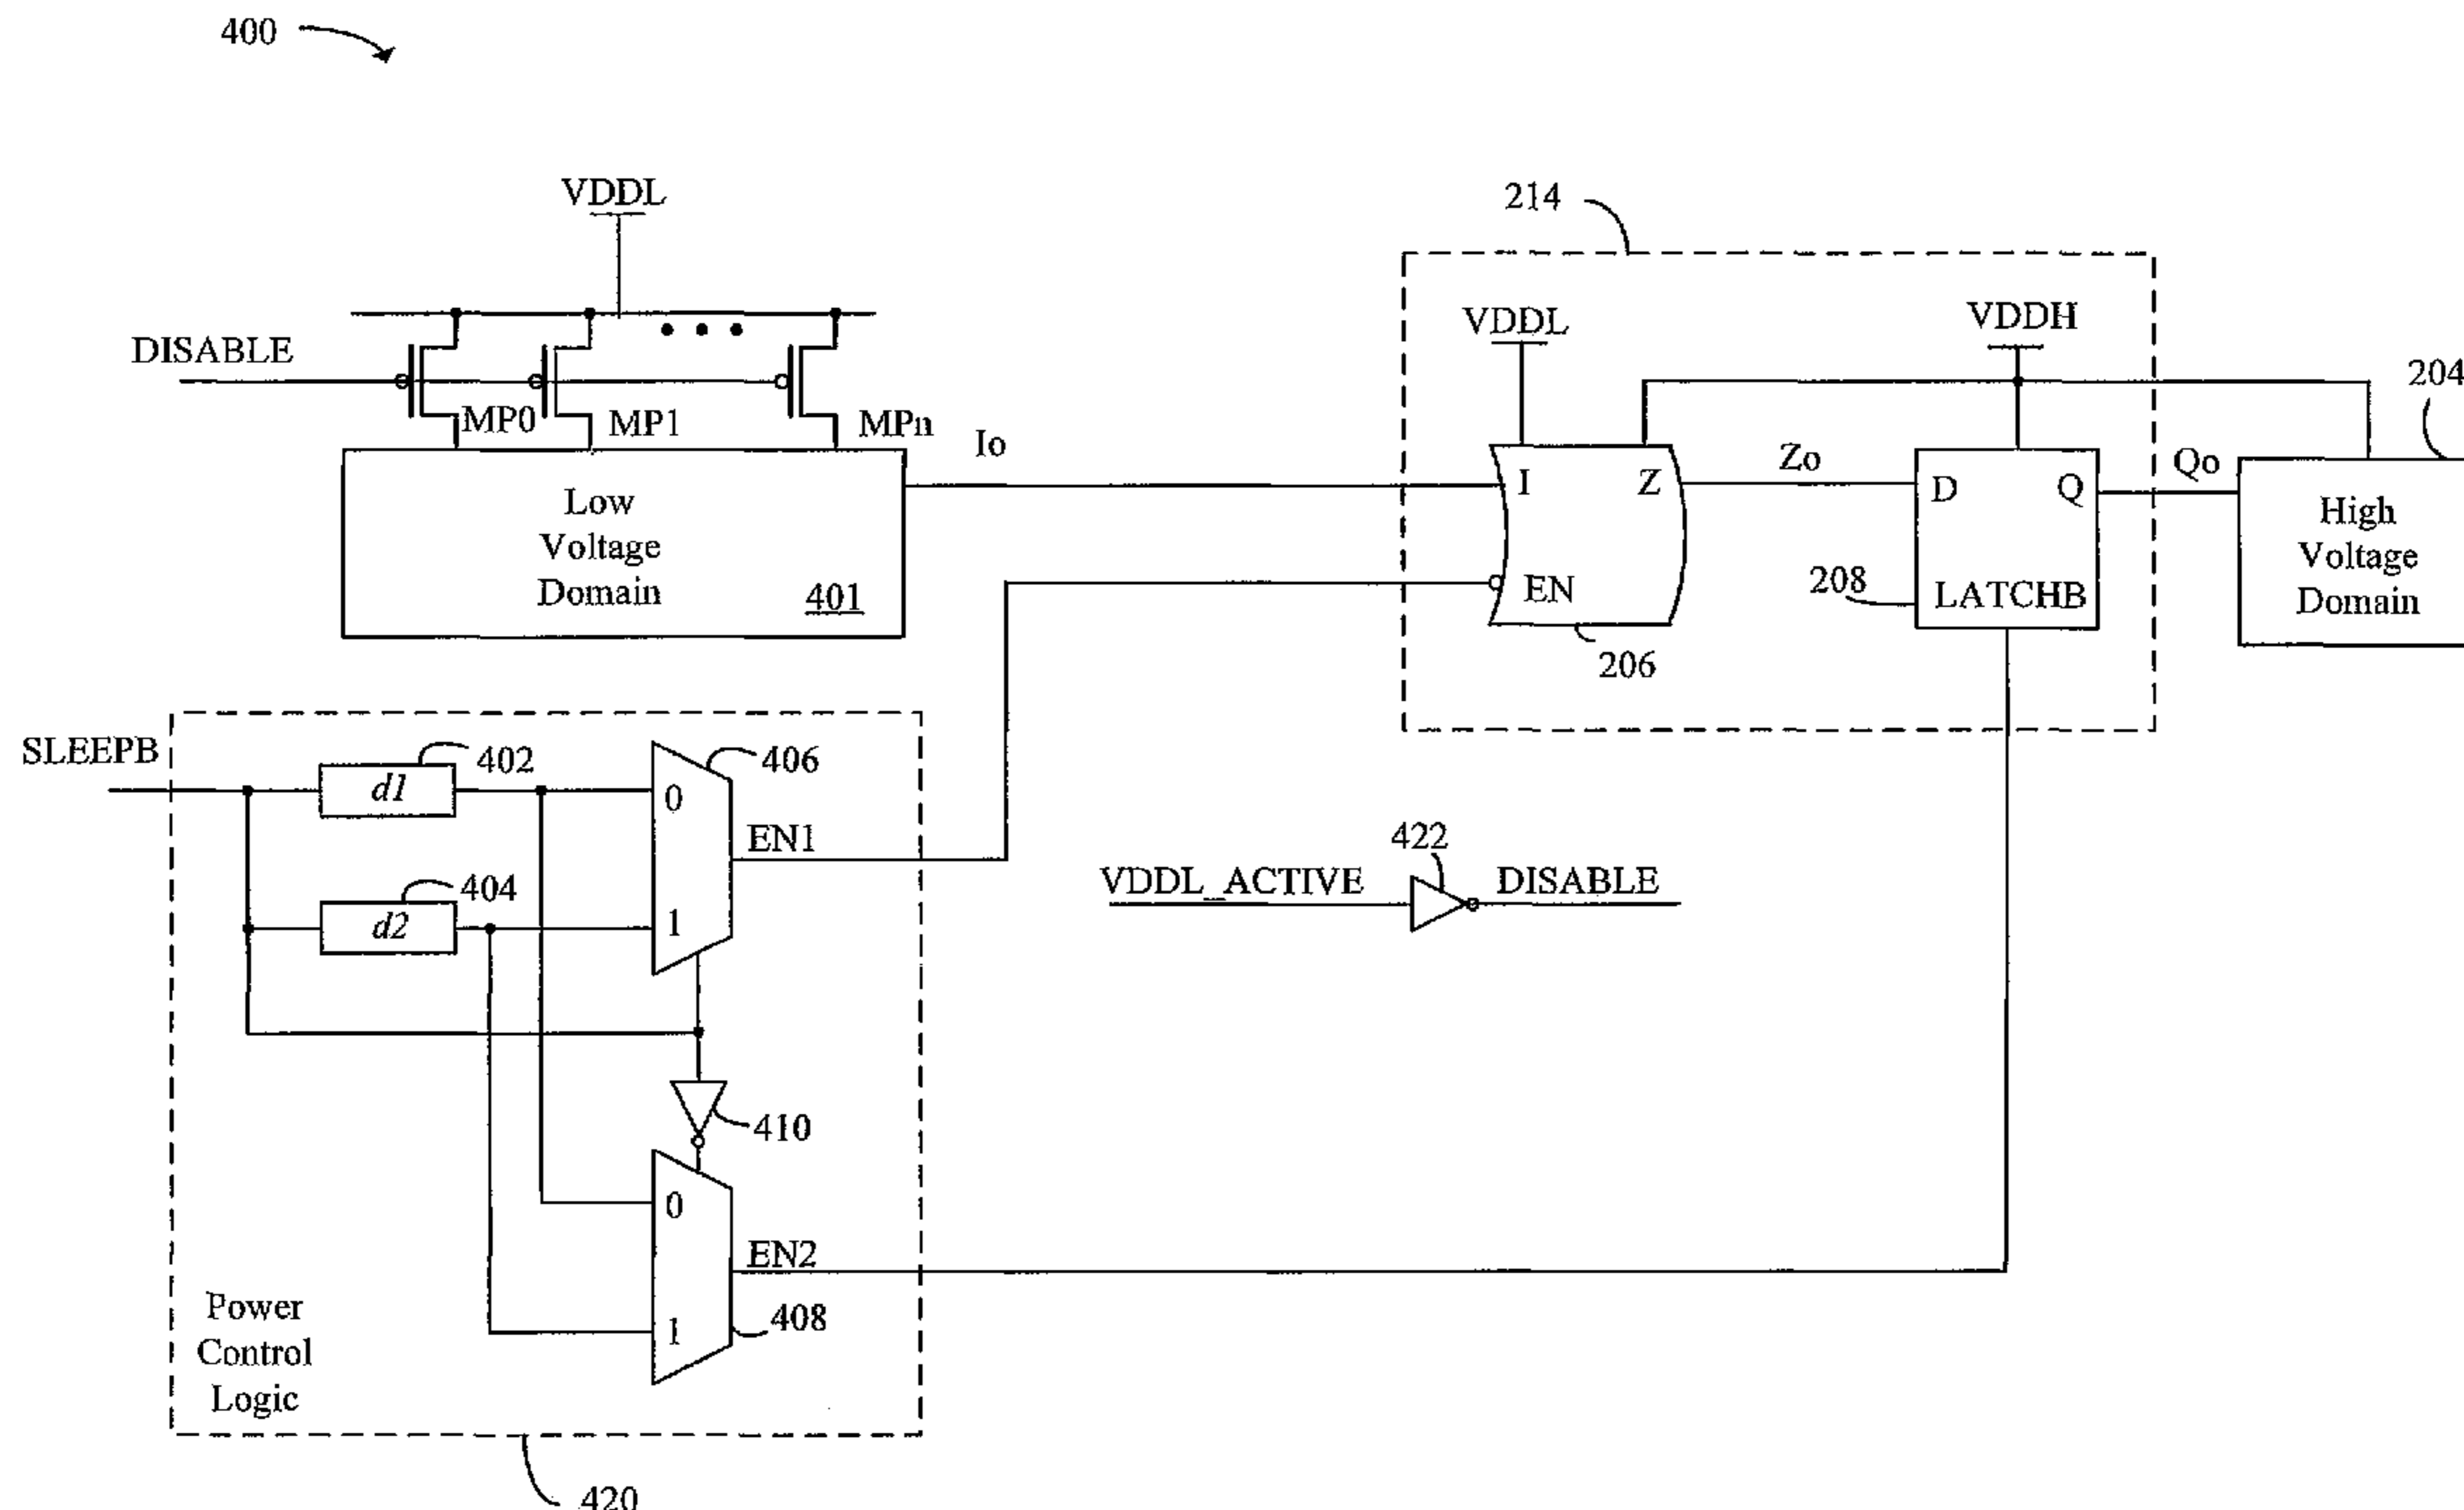 400
VDDL
DISABLE
MP0
MP1
MPn
Io
Low
Voltage
Domain
401
214
VDDL
VDDH
204
I
Z
EN
206
Zo
D
Q
208
LATCHB
Qo
High
Voltage
Domain
SLEEPB
d1
402
406
0
EN1
1
d2
404
VDDL_ACTIVE
422
DISABLE
410
0
EN2
1
408
Power
Control
Logic
420